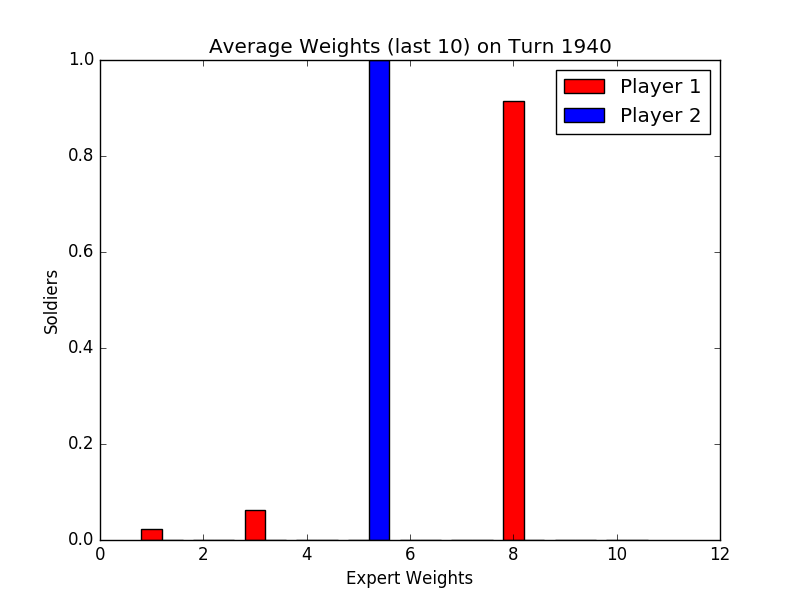 Average Weights (last 10) on Turn 1940
Player 1
Player 2
1.0
0.8
0.6
0.4
0.2
0.0
Soldiers
0 2 4 6 8 10 12
Expert Weights